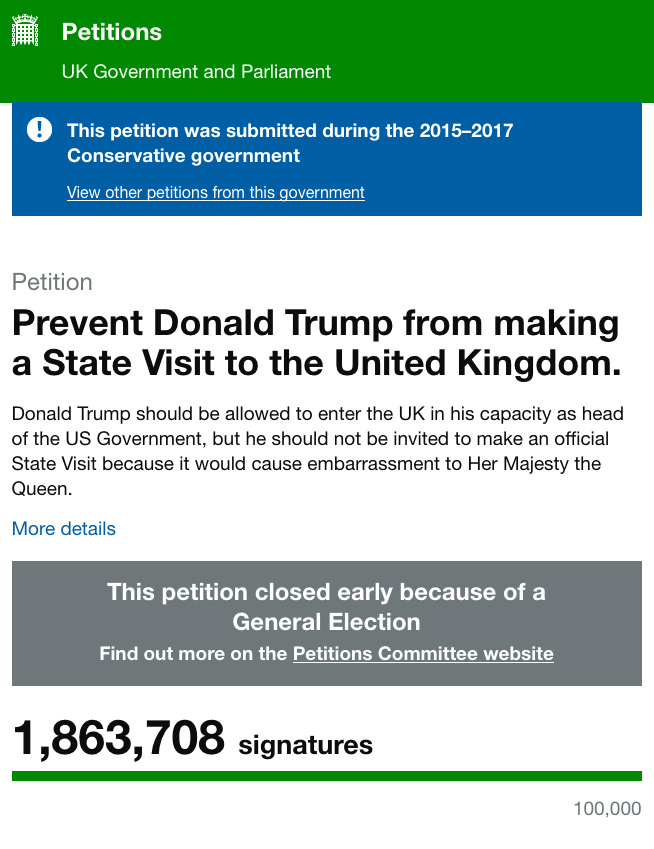 Petitions
UK Government and Parliament
This petition was submitted during the 2015–2017
Conservative government
View other petitions from this government
Petition
Prevent Donald Trump from making
a State Visit to the United Kingdom.
Donald Trump should be allowed to enter the UK in his capacity as head
of the US Government, but he should not be invited to make an official
State Visit because it would cause embarrassment to Her Majesty the
Queen.
More details
This petition closed early because of a
General Election
Find out more on the Petitions Committee website
1,863,708 signatures
100,000